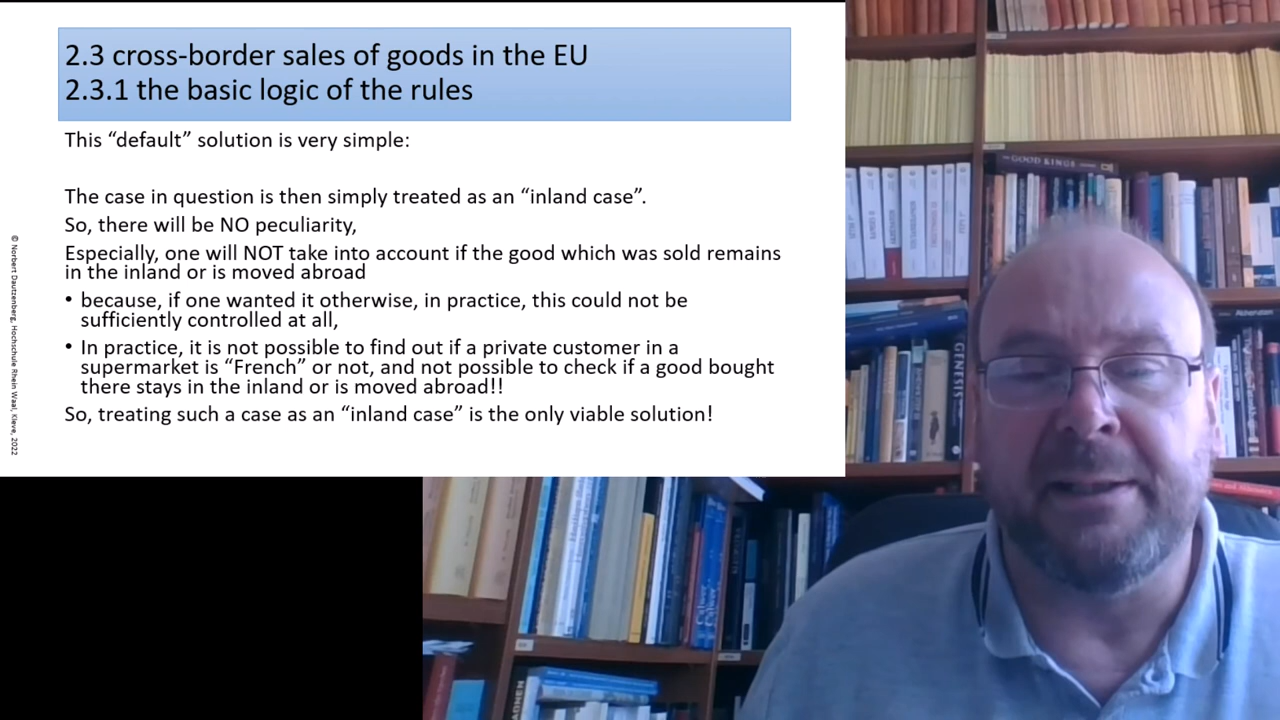 2.3 cross-border sales of goods in the EU
2.3.1 the basic logic of the rules
This “default” solution is very simple:
The case in question is then simply treated as an “inland case”.
So, there will be NO peculiarity,
Especially, one will NOT take into account if the good which was sold remains
in the inland or is moved abroad
• because, if one wanted it otherwise, in practice, this could not be
sufficiently controlled at all,
• In practice, it is not possible to find out if a private customer in a
supermarket is “French” or not, and not possible to check if a good bought
there stays in the inland or is moved abroad!!
So, treating such a case as an “inland case” is the only viable solution!
© Norbert Dautzenberg, Hochschule Rhein Waal, Kleve, 2022
GOOD KINGS
GENESIS